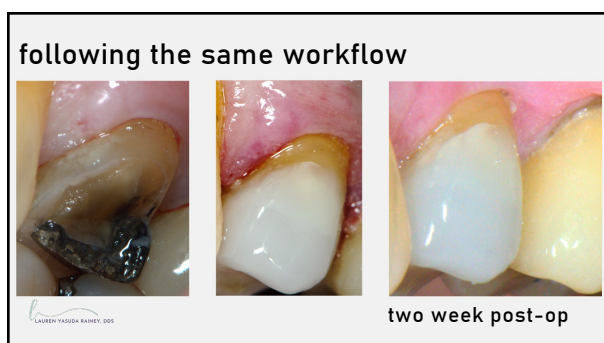 following the same workflow
LAUREN YASUDA RAINEY, DDS
two week post-op